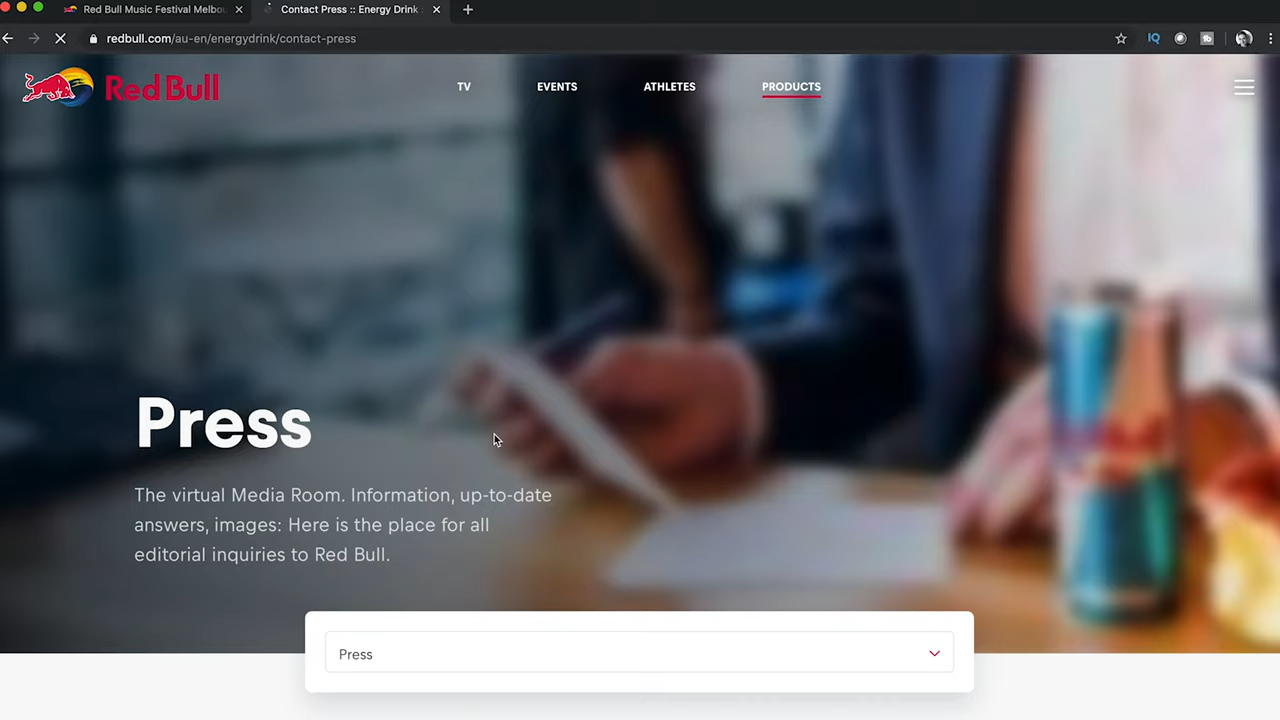 Red Bull Music Festival Melbou
Contact Press :: Energy Drink :
redbull.com/au-en/energydrink/contact-press
IQ
Red Bull
TV
EVENTS
ATHLETES
PRODUCTS
Press
The virtual Media Room. Information, up-to-date
answers, images: Here is the place for all
editorial inquiries to Red Bull.
Press